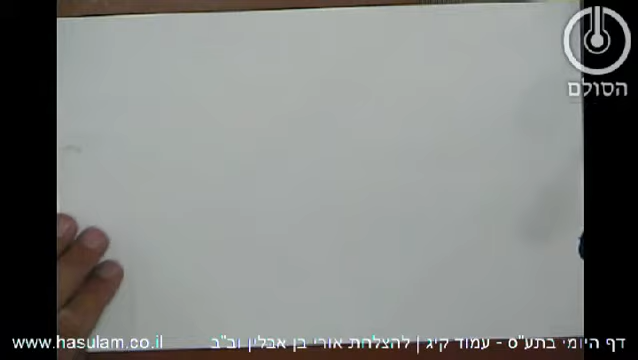 הסולם
דף היומי בתע"ס - עמוד קיג | להצלחת אורי בן אבלין וב"ב
www.hasulam.co.il